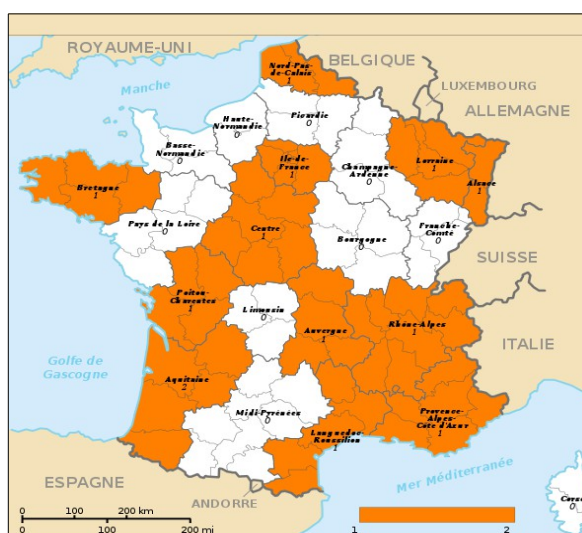 ROYAUME-UNI
BELGIQUE
LUXEMBOURG
ALLEMAGNE
Manche
Nord-Pas-
de-Calais
1
Haute-
Normandie
0
Picardie
0
Basse-
Normandie
0
Ile-de-
France
1
Champagne-
Ardenne
0
Lorraine
1
Alsace
1
Bretagne
1
Pays de la Loire
0
Centre
1
Bourgogne
0
Franche-
Comté
0
SUISSE
Poitou-
Charentes
1
Limousin
0
Auvergne
1
Rhône-Alpes
1
ITALIE
Golfe de
Gascogne
Aquitaine
2
Midi-Pyrénées
0
Languedoc-
Roussillon
1
Provence-
Alpes-
Côte d'Azur
1
Mer Méditerranée
ESPAGNE
ANDORRE
Corse
0
0 100 200 km
0 100 200 mi
1 2